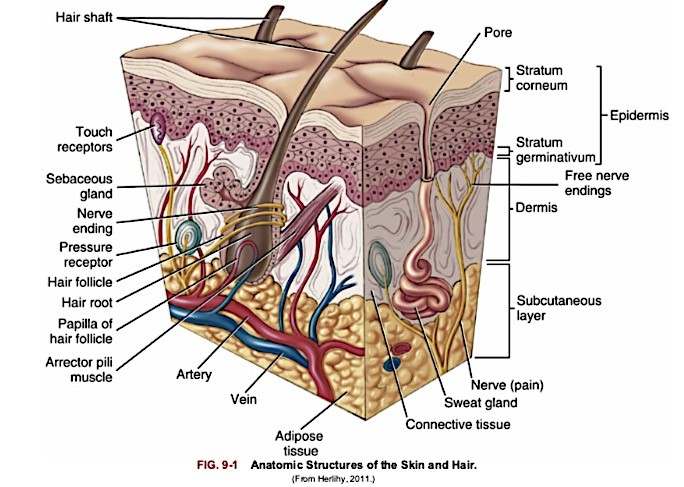 Hair shaft
Pore
Stratum
corneum
Epidermis
Touch
receptors
Stratum
germinativum
Free nerve
endings
Sebaceous
gland
Dermis
Nerve
ending
Pressure
receptor
Hair follicle
Hair root
Subcutaneous
layer
Papilla of
hair follicle
Arrector pili
muscle
Artery
Vein
Nerve (pain)
Sweat gland
Connective tissue
Adipose
tissue
FIG. 9-1 Anatomic Structures of the Skin and Hair.
(From Herlihy, 2011.)